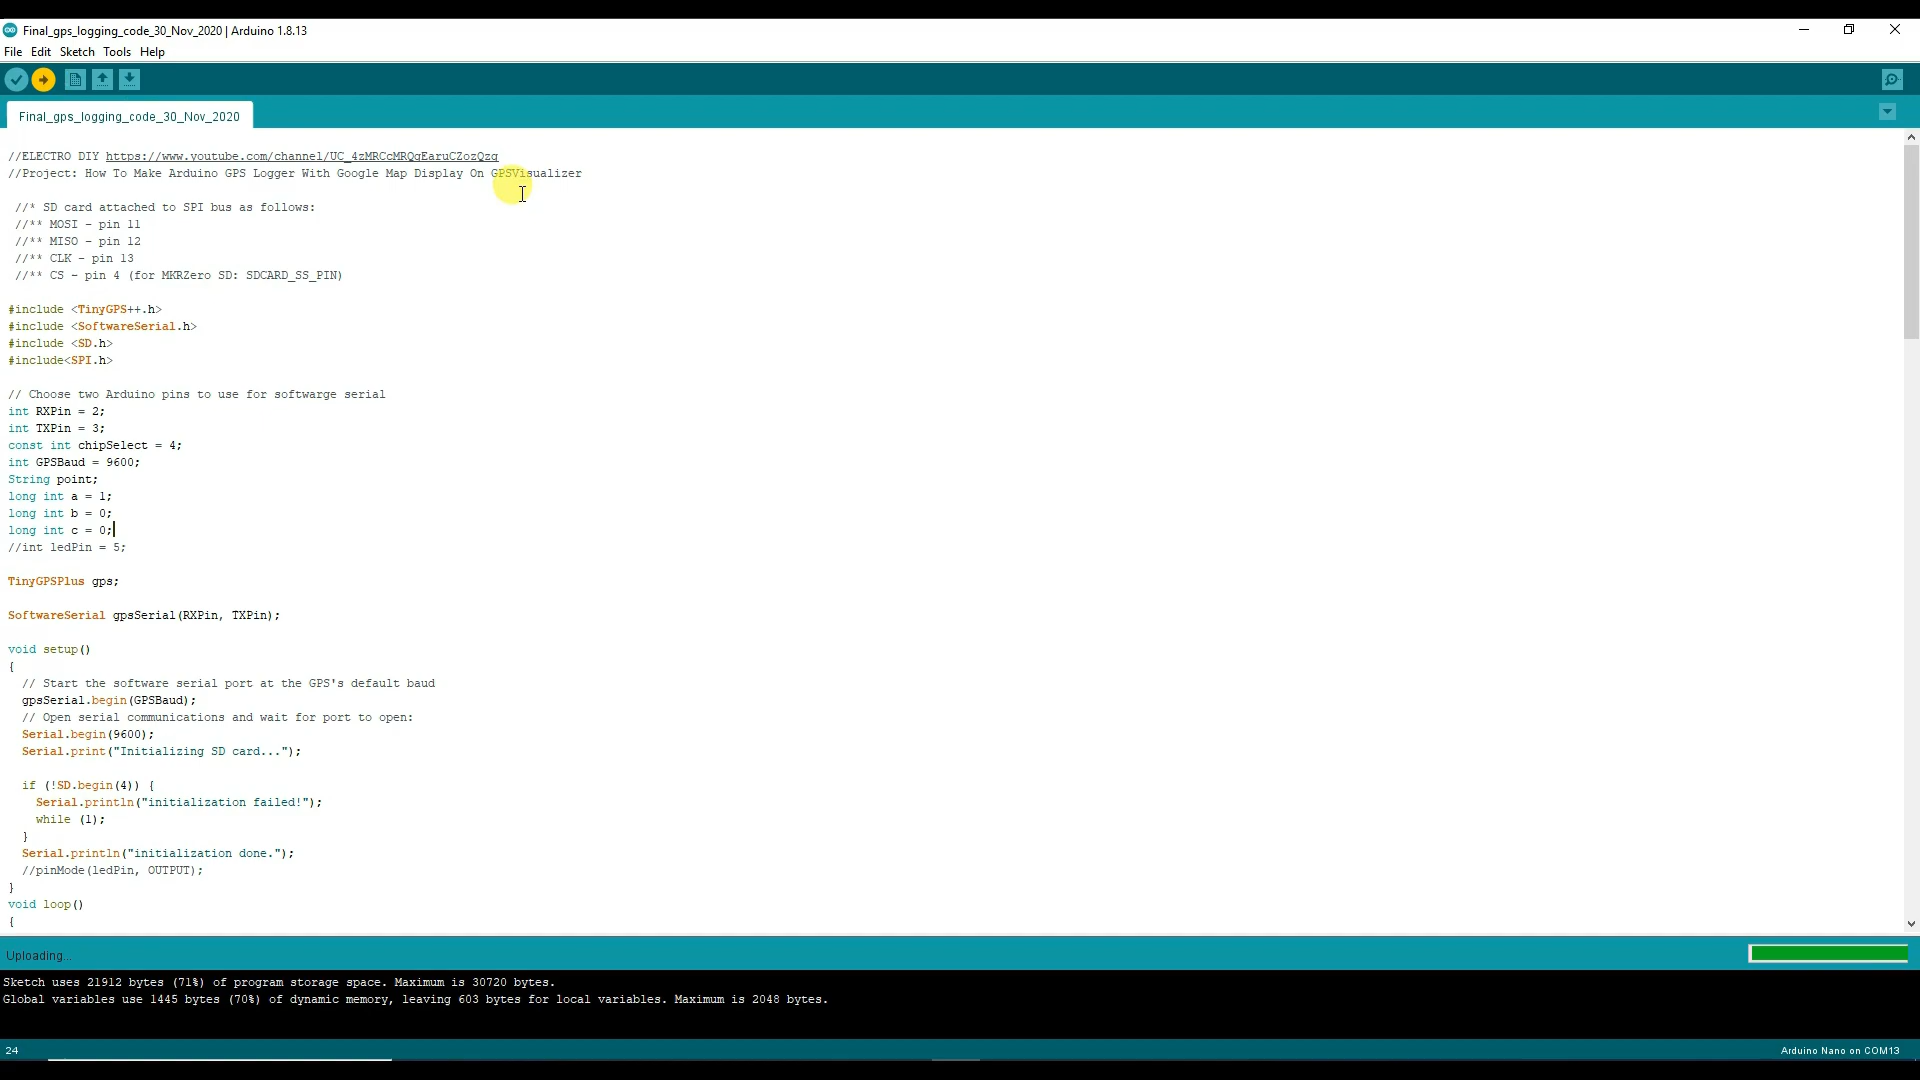 Final_gps_logging_code_30_Nov_2020 | Arduino 1.8.13
File Edit Sketch Tools Help
Final_gps_logging_code_30_Nov_2020
//ELECTRO DIY https://www.youtube.com/channel/UC_4zMRCcMRQgEaruCZozQzg
//Project: How To Make Arduino GPS Logger With Google Map Display On GPSVisualizer
//* SD card attached to SPI bus as follows:
//** MOSI - pin 11
//** MISO - pin 12
//** CLK - pin 13
//** CS - pin 4 (for MKRZero SD: SDCARD_SS_PIN)
#include <TinyGPS++.h>
#include <SoftwareSerial.h>
#include <SD.h>
#include<SPI.h>
// Choose two Arduino pins to use for softwarge serial
int RXPin = 2;
int TXPin = 3;
const int chipSelect = 4;
int GPSBaud = 9600;
String point;
long int a = 1;
long int b = 0;
long int c = 0;
//int ledPin = 5;
TinyGPSPlus gps;
SoftwareSerial gpsSerial(RXPin, TXPin);
void setup()
{
// Start the software serial port at the GPS's default baud
gpsSerial.begin(GPSBaud);
// Open serial communications and wait for port to open:
Serial.begin(9600);
Serial.print("Initializing SD card...");
if (!SD.begin(4)) {
Serial.println("initialization failed!");
while (1);
}
Serial.println("initialization done.");
//pinMode(ledPin, OUTPUT);
}
void loop()
{
Uploading...
Sketch uses 21912 bytes (71%) of program storage space. Maximum is 30720 bytes.
Global variables use 1445 bytes (70%) of dynamic memory, leaving 603 bytes for local variables. Maximum is 2048 bytes.
24
Arduino Nano on COM13